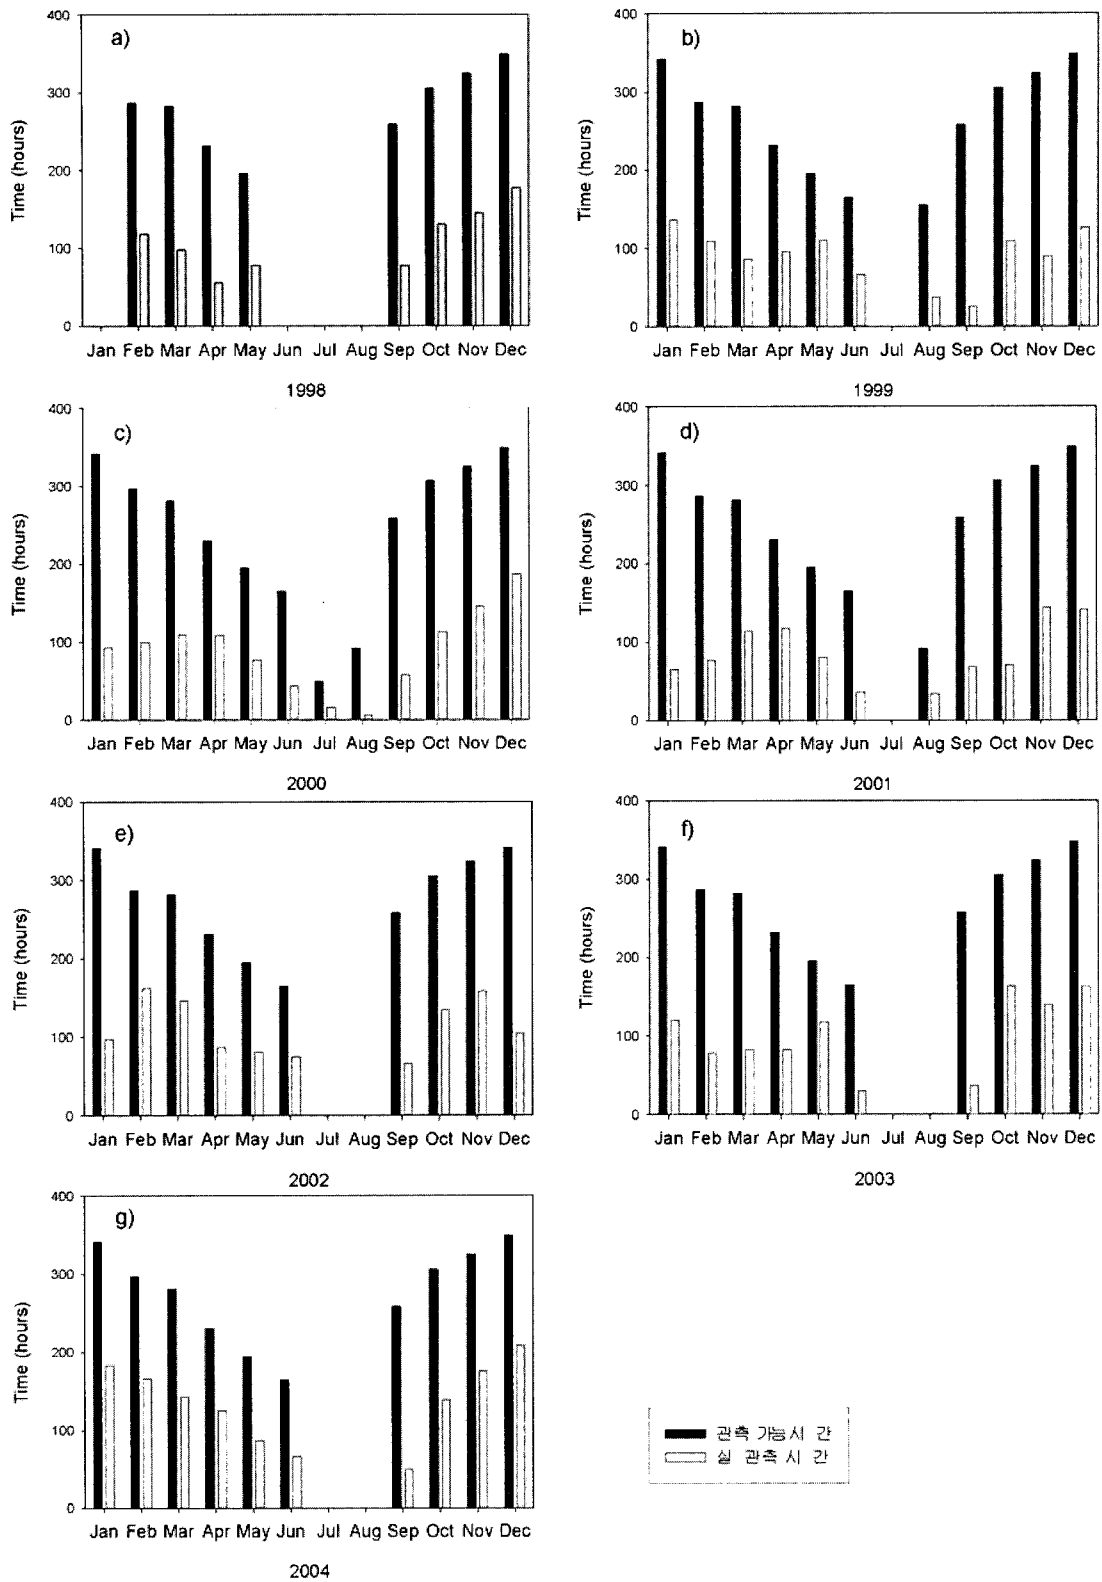 a)
400
300
200
100
0
Time (hours)
Jan Feb Mar Apr May Jun Jul Aug Sep Oct Nov Dec
1998
b)
400
300
200
100
0
Time (hours)
Jan Feb Mar Apr May Jun Jul Aug Sep Oct Nov Dec
1999
c)
400
300
200
100
0
Time (hours)
Jan Feb Mar Apr May Jun Jul Aug Sep Oct Nov Dec
2000
d)
400
300
200
100
0
Time (hours)
Jan Feb Mar Apr May Jun Jul Aug Sep Oct Nov Dec
2001
e)
400
300
200
100
0
Time (hours)
Jan Feb Mar Apr May Jun Jul Aug Sep Oct Nov Dec
2002
f)
400
300
200
100
0
Time (hours)
Jan Feb Mar Apr May Jun Jul Aug Sep Oct Nov Dec
2003
g)
400
300
200
100
0
Time (hours)
Jan Feb Mar Apr May Jun Jul Aug Sep Oct Nov Dec
2004
관측 가능시 간
실 관측 시 간